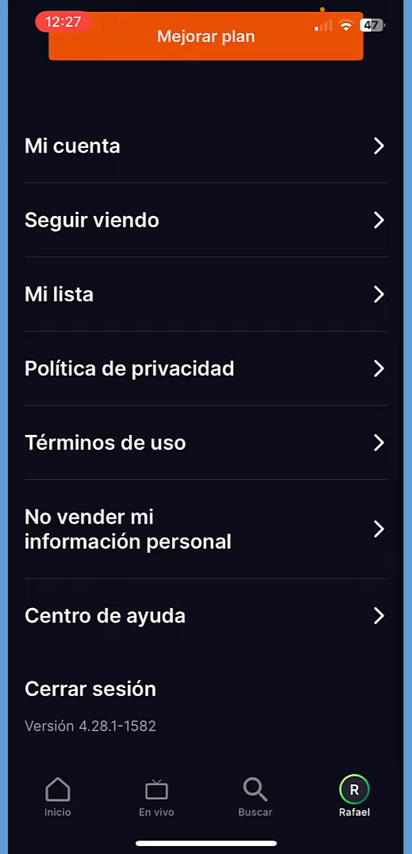 12:27
47
Mejorar plan
Mi cuenta
Seguir viendo
Mi lista
Política de privacidad
Términos de uso
No vender mi
información personal
Centro de ayuda
Cerrar sesión
Versión 4.28.1-1582
R
Inicio
En vivo
Buscar
Rafael